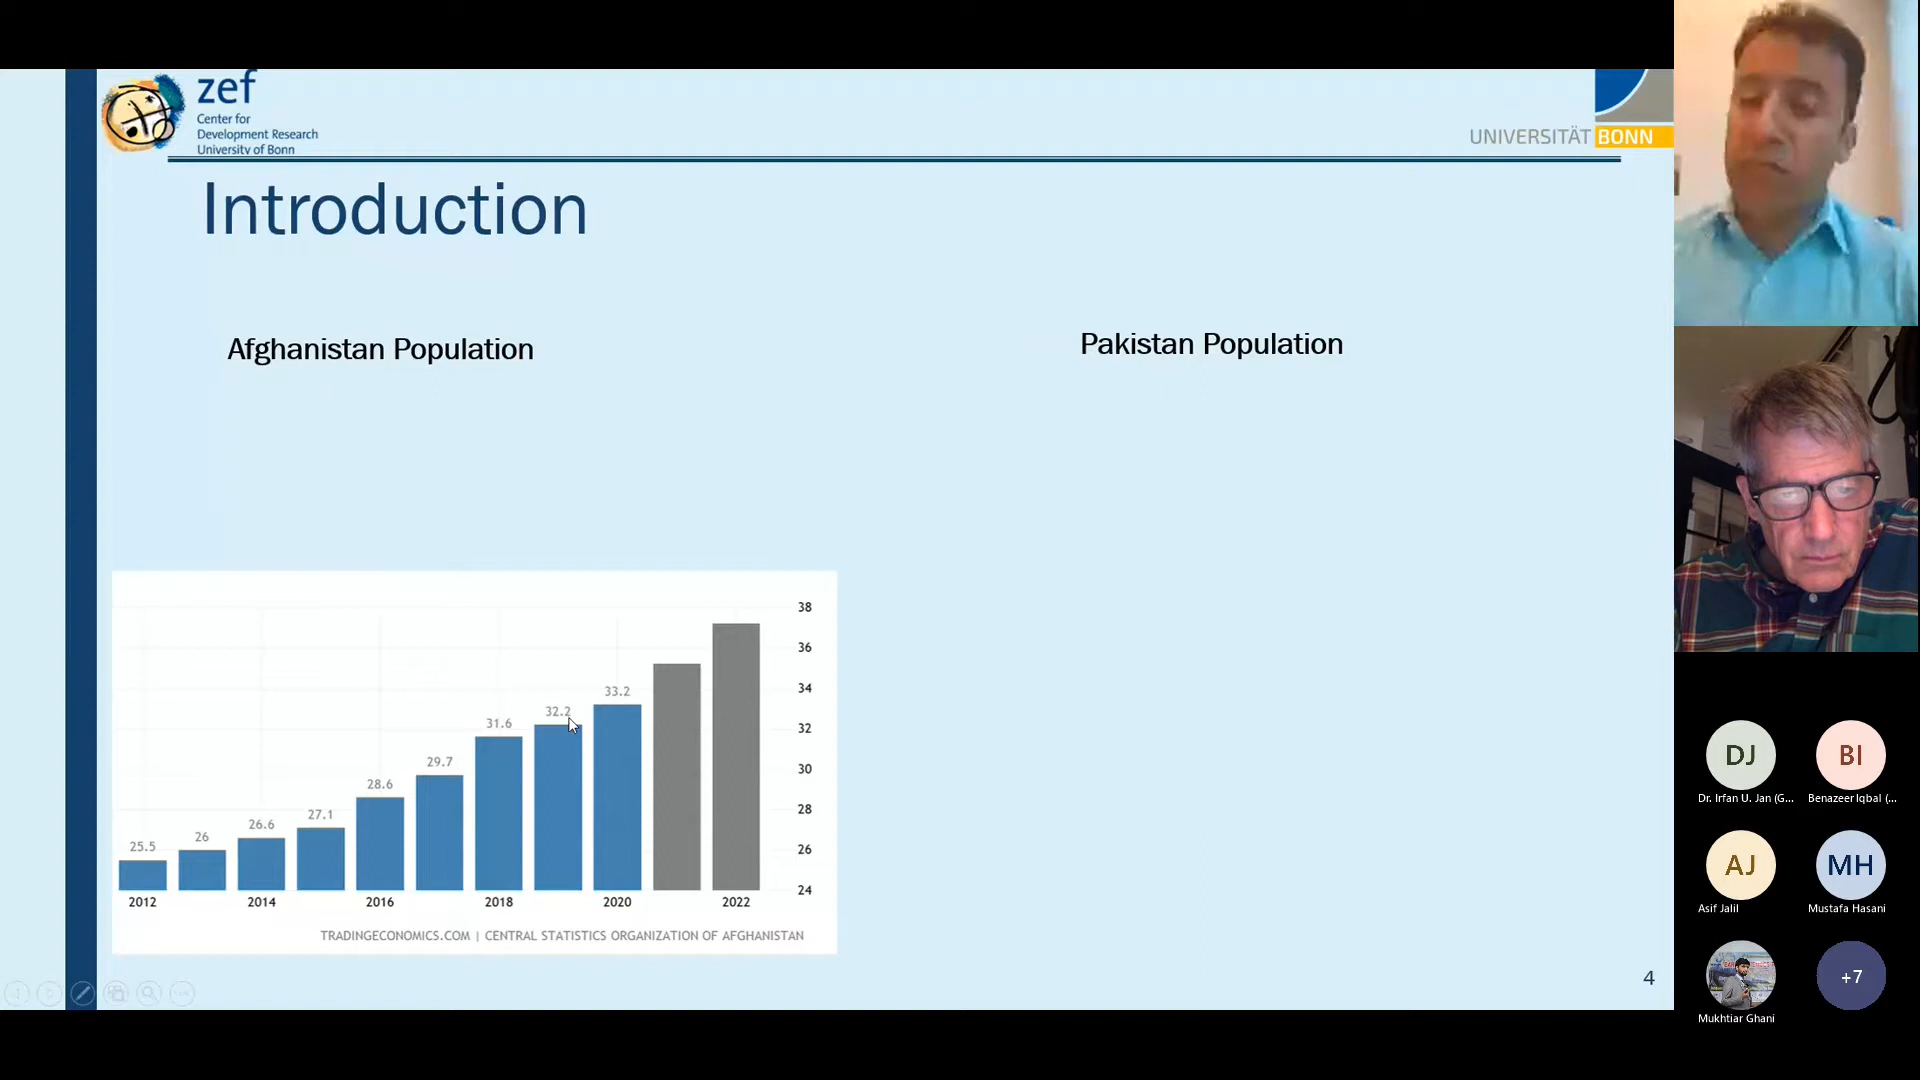 zef
Center for
Development Research
University of Bonn
UNIVERSITÄT BONN
Introduction
Afghanistan Population
Pakistan Population
38
36
34
32
30
28
26
24
25.5
26
26.6
27.1
28.6
29.7
31.6
32.2
33.2
2012
2014
2016
2018
2020
2022
TRADINGECONOMICS.COM | CENTRAL STATISTICS ORGANIZATION OF AFGHANISTAN
4
DJ
BI
Dr. Irfan U. Jan (G...
Benazeer Iqbal (...
AJ
MH
Asif Jalil
Mustafa Hasani
+7
Mukhtiar Ghani